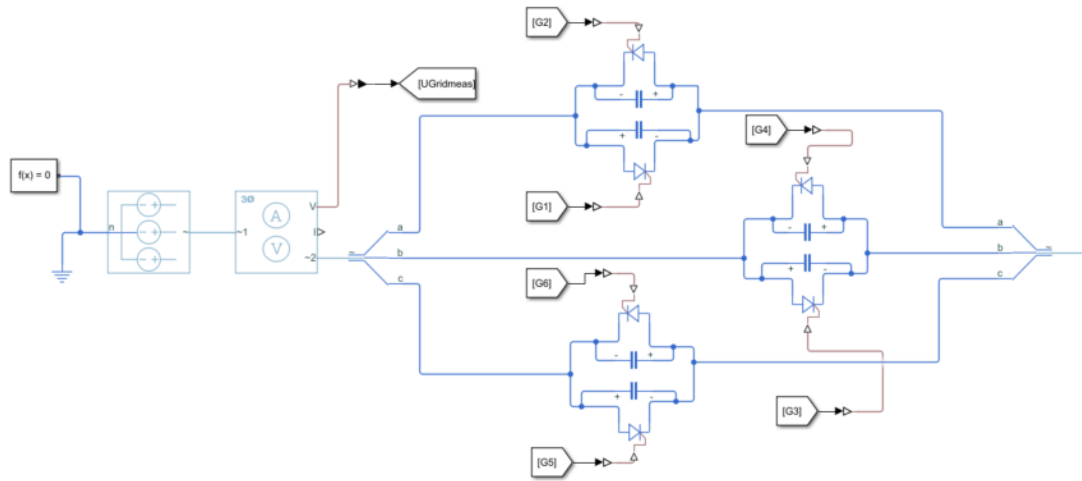 [G2]
[UGridmeas]
- +
+ -
[G4]
f(x) = 0
[G1]
- +
n
- +
- +
~
3Ø
A
V
~1
V
I
~2
~
a
b
c
- +
+ -
a
b
c
~
[G6]
- +
+ -
[G3]
[G5]